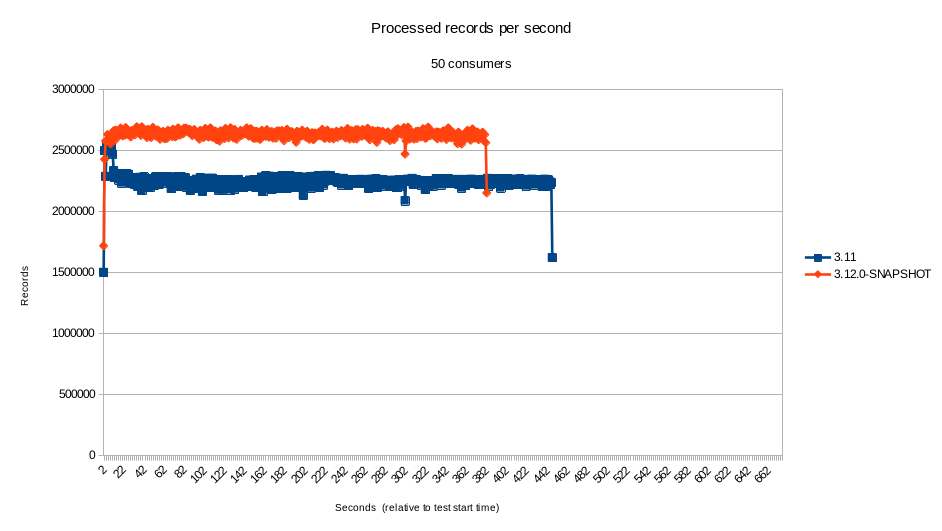 Processed records per second
50 consumers
3000000
2500000
2000000
1500000
1000000
500000
0
Records
2 22 42 62 82 102 122 142 162 182 202 222 242 262 282 302 322 342 362 382 402 422 442 462 482 502 522 542 562 582 602 622 642 662
Seconds (relative to test start time)
3.11
3.12.0-SNAPSHOT